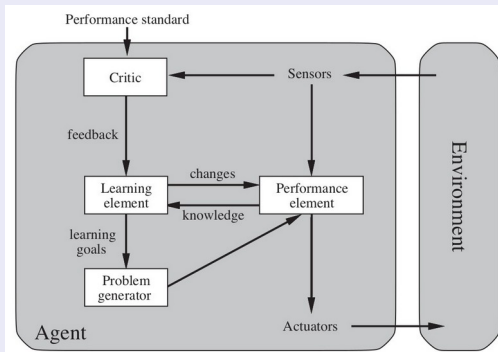 Performance standard
Critic
Sensors
feedback
changes
Learning
element
Performance
element
knowledge
learning
goals
Problem
generator
Agent
Actuators
Environment